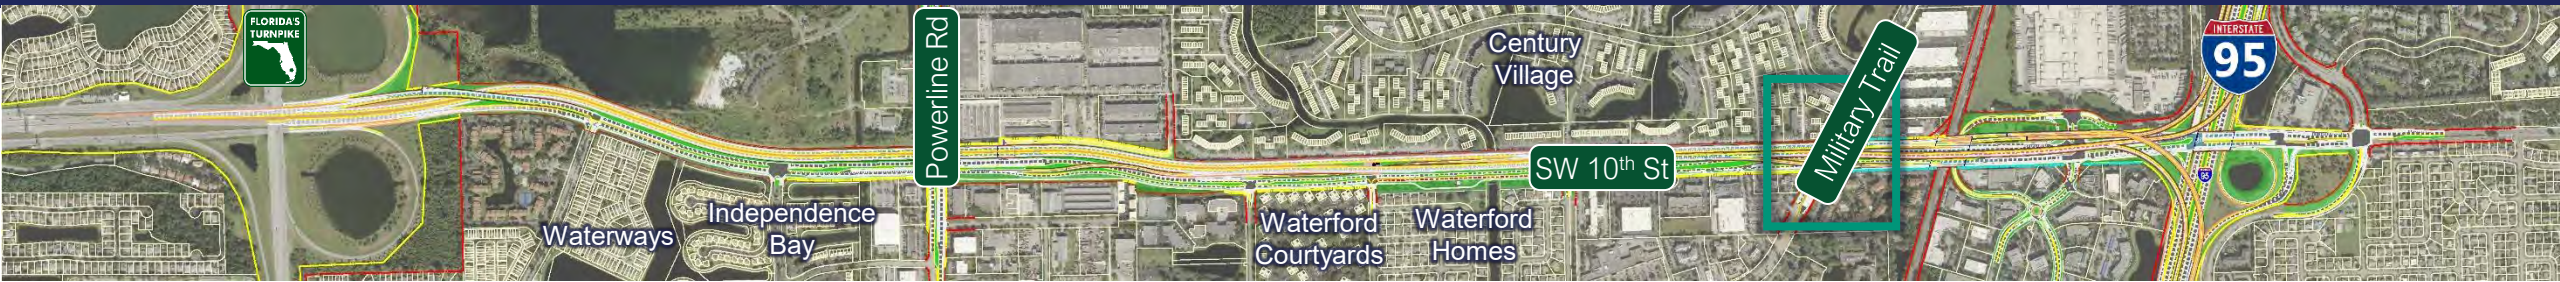 FLORIDA'S
TURNPIKE
Powerline Rd
Century
Village
Military Trail
INTERSTATE
95
SW 10th St
95
Independence
Bay
Waterways
Waterford
Courtyards
Waterford
Homes